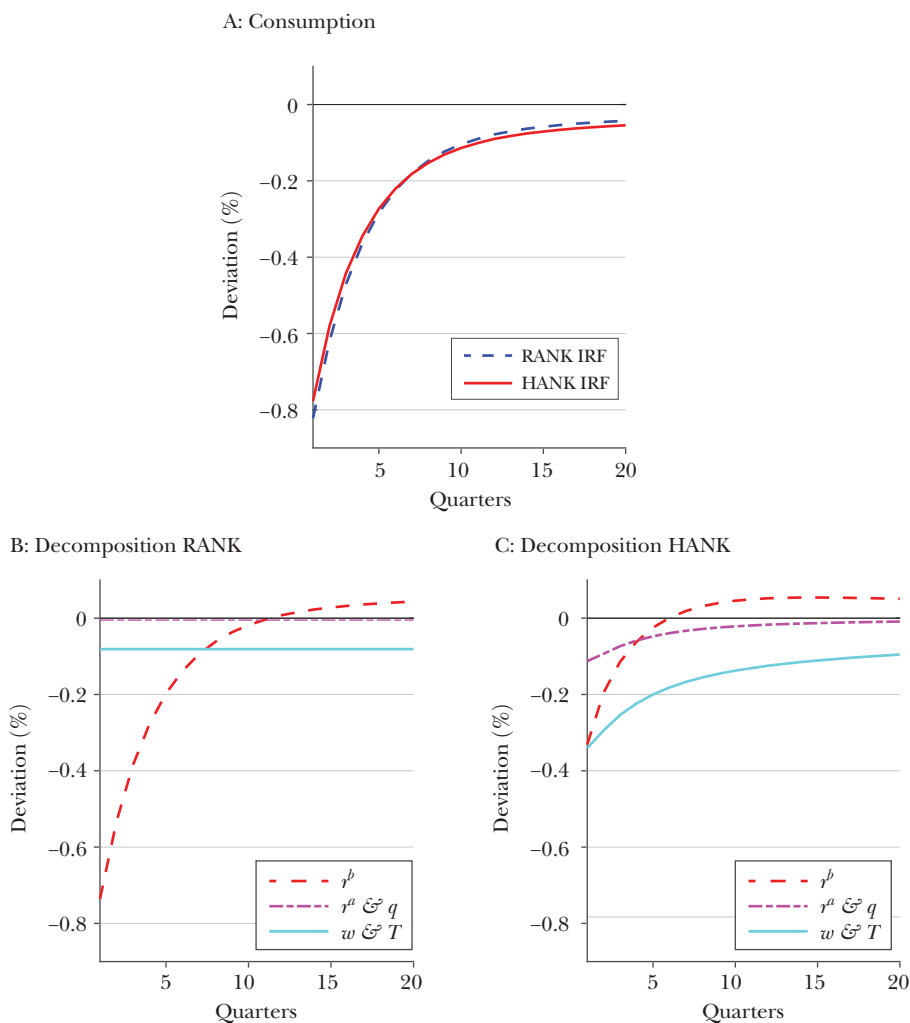 A: Consumption
0
−0.2
−0.4
−0.6
−0.8
Deviation (%)
RANK IRF
HANK IRF
5 10 15 20
Quarters
B: Decomposition RANK
0
−0.2
−0.4
−0.6
−0.8
Deviation (%)
r^b
r^a & q
w & T
5 10 15 20
Quarters
C: Decomposition HANK
0
−0.2
−0.4
−0.6
−0.8
Deviation (%)
r^b
r^a & q
w & T
5 10 15 20
Quarters